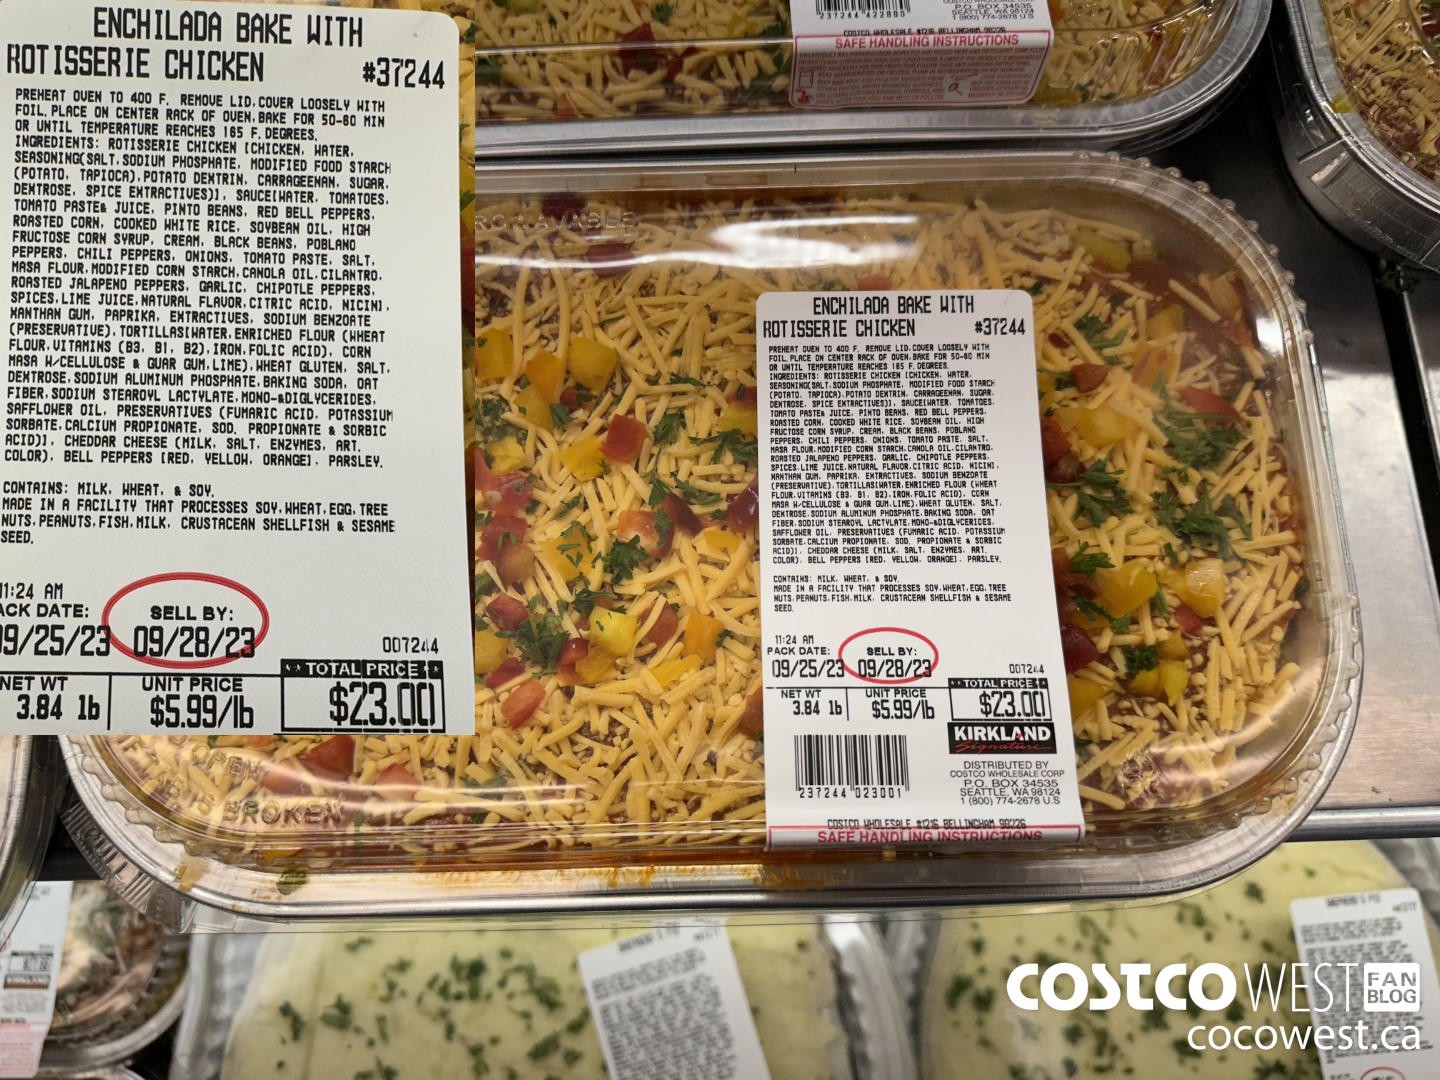 ENCHILADA BAKE WITH
ROTISSERIE CHICKEN #37244
PREHEAT OVEN TO 400 F. REMOVE LID,COVER LOOSELY WITH
FOIL.PLACE ON CENTER RACK OF OVEN.BAKE FOR 50-60 MIN
OR UNTIL TEMPERATURE REACHES 165 F.DEGREES.
INGREDIENTS: ROTISSERIE CHICKEN [CHICKEN, WATER,
SEASONING(SALT,SODIUM PHOSPHATE, MODIFIED FOOD STARCH
(POTATO, TAPIOCA),POTATO DEXTRIN, CARRAGEENAN, SUGAR,
DEXTROSE, SPICE EXTRACTIVES)], SAUCE[WATER, TOMATOES,
TOMATO PASTE& JUICE, PINTO BEANS, RED BELL PEPPERS,
ROASTED CORN, COOKED WHITE RICE, SOYBEAN OIL, HIGH
FRUCTOSE CORN SYRUP, CREAM, BLACK BEANS, POBLANO
PEPPERS, CHILI PEPPERS, ONIONS, TOMATO PASTE, SALT,
MASA FLOUR,MODIFIED CORN STARCH,CANOLA OIL,CILANTRO,
ROASTED JALAPENO PEPPERS, GARLIC, CHIPOTLE PEPPERS,
SPICES,LIME JUICE,NATURAL FLAVOR,CITRIC ACID, NICINI,
XANTHAN GUM, PAPRIKA, EXTRACTIVES, SODIUM BENZOATE
(PRESERVATIVE),TORTILLAS[WATER,ENRICHED FLOUR (WHEAT
FLOUR,VITAMINS (B3, B1, B2),IRON,FOLIC ACID), CORN
MASA W/CELLULOSE & GUAR GUM,LIME),WHEAT GLUTEN, SALT,
DEXTROSE,SODIUM ALUMINUM PHOSPHATE,BAKING SODA, OAT
FIBER,SODIUM STEAROYL LACTYLATE,MONO-&DIGLYCERIDES,
SAFFLOWER OIL, PRESERVATIVES (FUMARIC ACID, POTASSIUM
SORBATE,CALCIUM PROPIONATE, SOD. PROPIONATE & SORBIC
ACID)], CHEDDAR CHEESE (MILK, SALT, ENZYMES, ART.
COLOR), BELL PEPPERS [RED, YELLOW, ORANGE], PARSLEY.
CONTAINS: MILK, WHEAT, & SOY.
MADE IN A FACILITY THAT PROCESSES SOY,WHEAT,EGG,TREE
NUTS,PEANUTS,FISH,MILK, CRUSTACEAN SHELLFISH & SESAME
SEED.
11:24 AM
PACK DATE: SELL BY:
09/25/23 09/28/23 007244
NET WT UNIT PRICE **TOTAL PRICE**
3.84 lb $5.99/lb $23.00
237244 422880
P.O. BOX 34535
SEATTLE, WA 98124
1 (800) 774-2678 U.S
COSTCO WHOLESALE #1216 BELLINGHAM 98226
SAFE HANDLING INSTRUCTIONS
ENCHILADA BAKE WITH
ROTISSERIE CHICKEN #37244
PREHEAT OVEN TO 400 F. REMOVE LID,COVER LOOSELY WITH
FOIL.PLACE ON CENTER RACK OF OVEN.BAKE FOR 50-60 MIN
OR UNTIL TEMPERATURE REACHES 165 F.DEGREES.
INGREDIENTS: ROTISSERIE CHICKEN [CHICKEN, WATER,
SEASONING(SALT,SODIUM PHOSPHATE, MODIFIED FOOD STARCH
(POTATO, TAPIOCA),POTATO DEXTRIN, CARRAGEENAN, SUGAR,
DEXTROSE, SPICE EXTRACTIVES)], SAUCE[WATER, TOMATOES,
TOMATO PASTE& JUICE, PINTO BEANS, RED BELL PEPPERS,
ROASTED CORN, COOKED WHITE RICE, SOYBEAN OIL, HIGH
FRUCTOSE CORN SYRUP, CREAM, BLACK BEANS, POBLANO
PEPPERS, CHILI PEPPERS, ONIONS, TOMATO PASTE, SALT,
MASA FLOUR,MODIFIED CORN STARCH,CANOLA OIL,CILANTRO,
ROASTED JALAPENO PEPPERS, GARLIC, CHIPOTLE PEPPERS,
SPICES,LIME JUICE,NATURAL FLAVOR,CITRIC ACID, NICINI,
XANTHAN GUM, PAPRIKA, EXTRACTIVES, SODIUM BENZOATE
(PRESERVATIVE),TORTILLAS[WATER,ENRICHED FLOUR (WHEAT
FLOUR,VITAMINS (B3, B1, B2),IRON,FOLIC ACID), CORN
MASA W/CELLULOSE & GUAR GUM,LIME),WHEAT GLUTEN, SALT,
DEXTROSE,SODIUM ALUMINUM PHOSPHATE,BAKING SODA, OAT
FIBER,SODIUM STEAROYL LACTYLATE,MONO-&DIGLYCERIDES,
SAFFLOWER OIL, PRESERVATIVES (FUMARIC ACID, POTASSIUM
SORBATE,CALCIUM PROPIONATE, SOD. PROPIONATE & SORBIC
ACID)], CHEDDAR CHEESE (MILK, SALT, ENZYMES, ART.
COLOR), BELL PEPPERS [RED, YELLOW, ORANGE], PARSLEY.
CONTAINS: MILK, WHEAT, & SOY.
MADE IN A FACILITY THAT PROCESSES SOY,WHEAT,EGG,TREE
NUTS,PEANUTS,FISH,MILK, CRUSTACEAN SHELLFISH & SESAME
SEED.
11:24 AM
PACK DATE: SELL BY:
09/25/23 09/28/23 007244
NET WT UNIT PRICE **TOTAL PRICE**
3.84 lb $5.99/lb $23.00
KIRKLAND
Signature
237244 023001
DISTRIBUTED BY
COSTCO WHOLESALE CORP
P.O. BOX 34535
SEATTLE, WA 98124
1 (800) 774-2678 U.S
COSTCO WHOLESALE #1216 BELLINGHAM 98226
SAFE HANDLING INSTRUCTIONS
OPEN
BROKEN
COSTCO WEST FAN BLOG
cocowest.ca